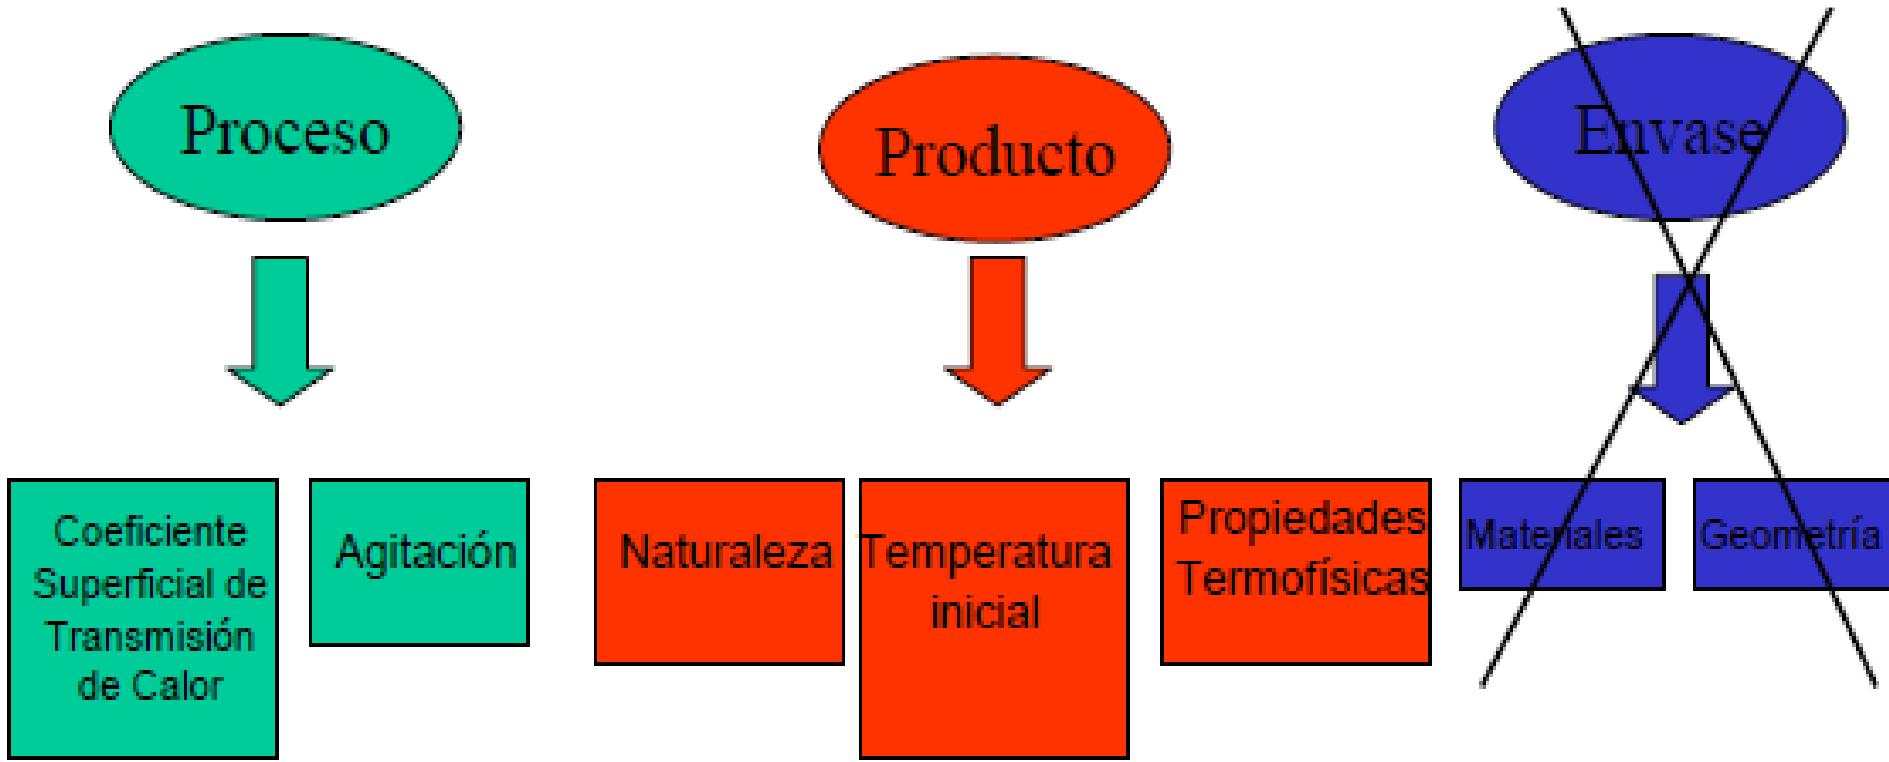 Proceso
Producto
Envase
Coeficiente
Superficial de
Transmisión
de Calor
Agitación
Naturaleza
Temperatura
inicial
Propiedades
Termofísicas
Materiales
Geometría